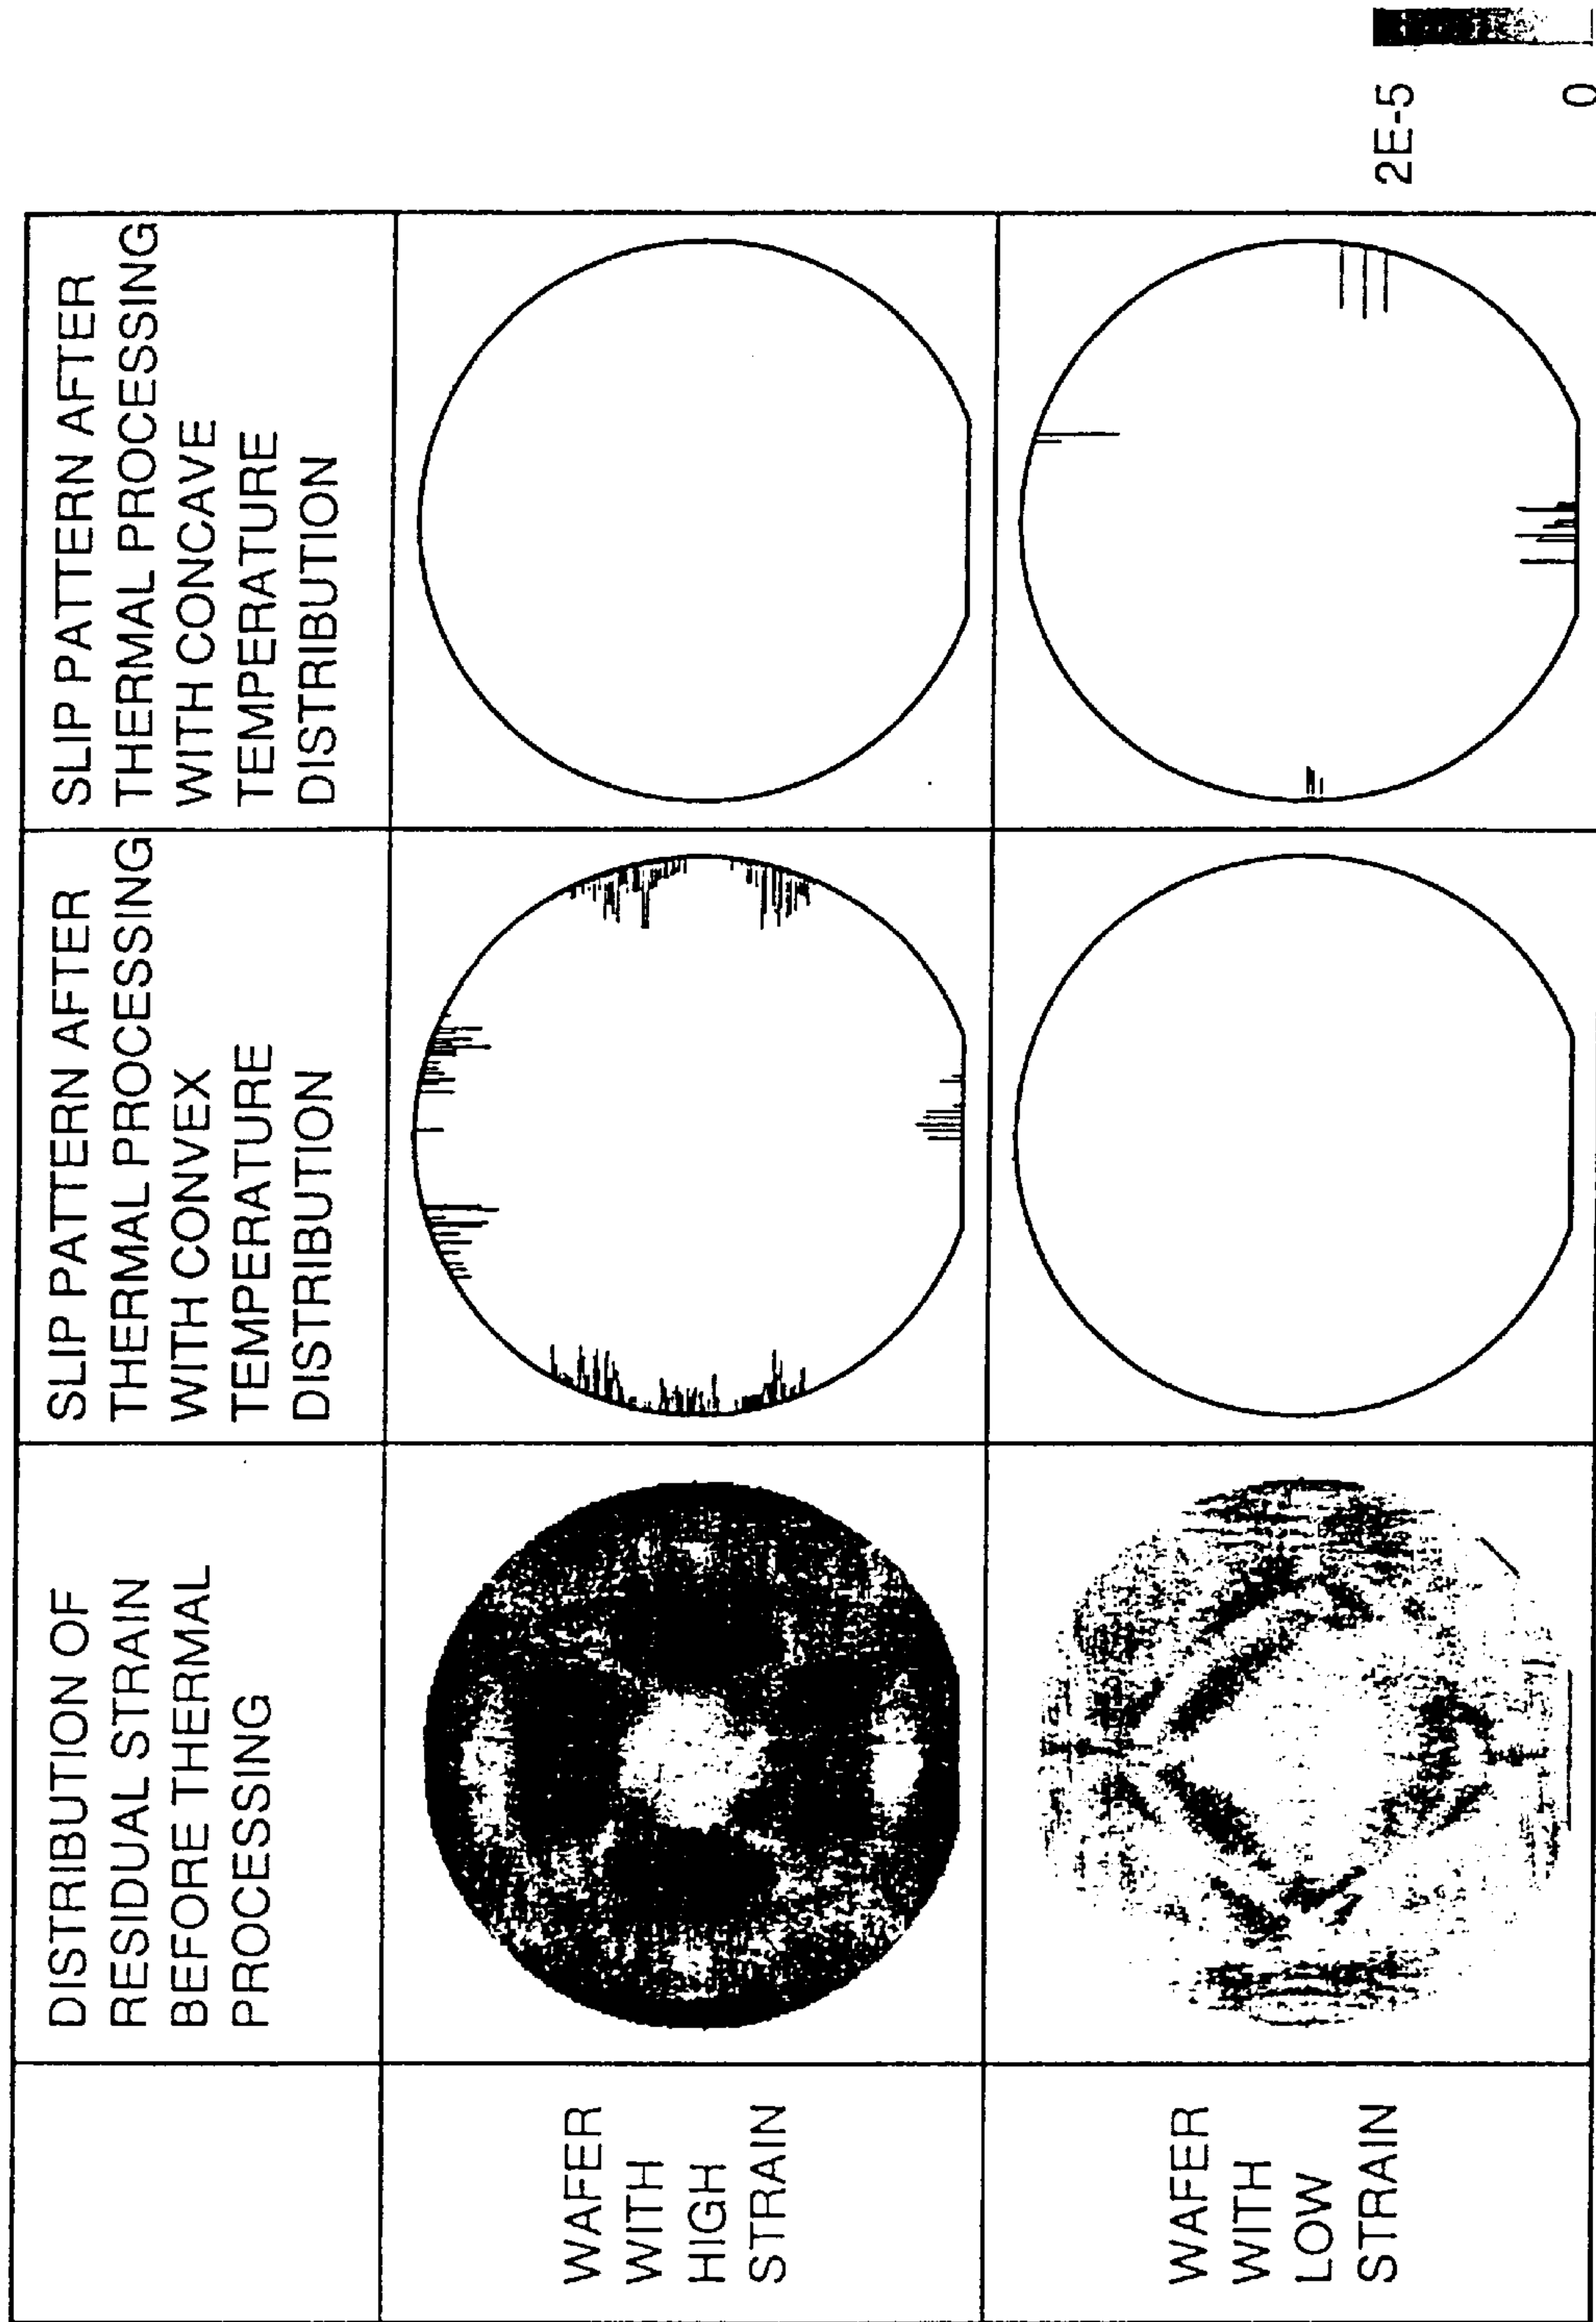 DISTRIBUTION OF
RESIDUAL STRAIN
BEFORE THERMAL
PROCESSING
SLIP PATTERN AFTER
THERMAL PROCESSING
WITH CONVEX
TEMPERATURE
DISTRIBUTION
SLIP PATTERN AFTER
THERMAL PROCESSING
WITH CONCAVE
TEMPERATURE
DISTRIBUTION
WAFER
WITH
HIGH
STRAIN
WAFER
WITH
LOW
STRAIN
2E-5
0